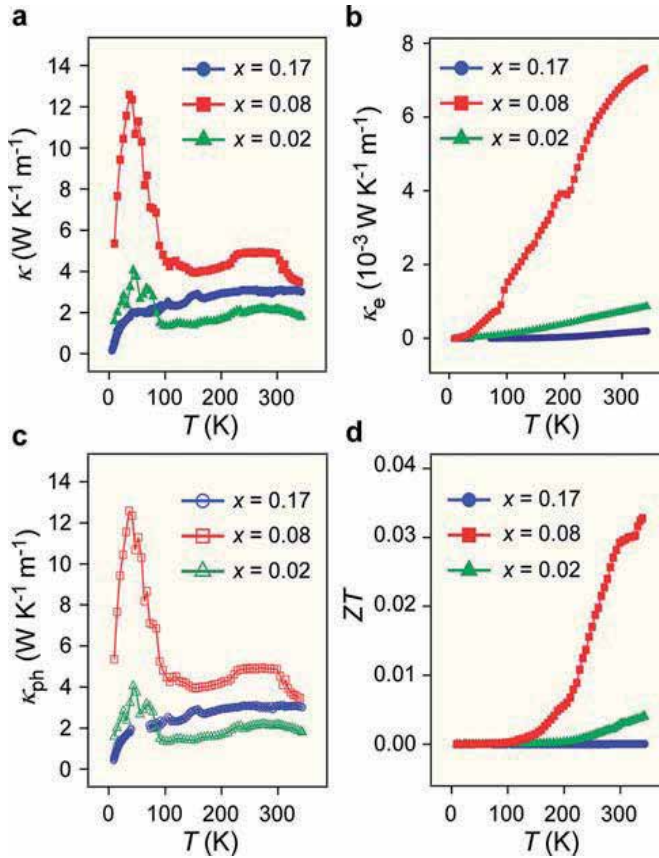 a
κ (W K⁻¹ m⁻¹)
14
12
10
8
6
4
2
0
x = 0.17
x = 0.08
x = 0.02
0 100 200 300
T (K)
b
κₑ (10⁻³ W K⁻¹ m⁻¹)
8
6
4
2
0
x = 0.17
x = 0.08
x = 0.02
0 100 200 300
T (K)
c
κₚₕ (W K⁻¹ m⁻¹)
14
12
10
8
6
4
2
0
x = 0.17
x = 0.08
x = 0.02
0 100 200 300
T (K)
d
ZT
0.04
0.03
0.02
0.01
0.00
x = 0.17
x = 0.08
x = 0.02
0 100 200 300
T (K)